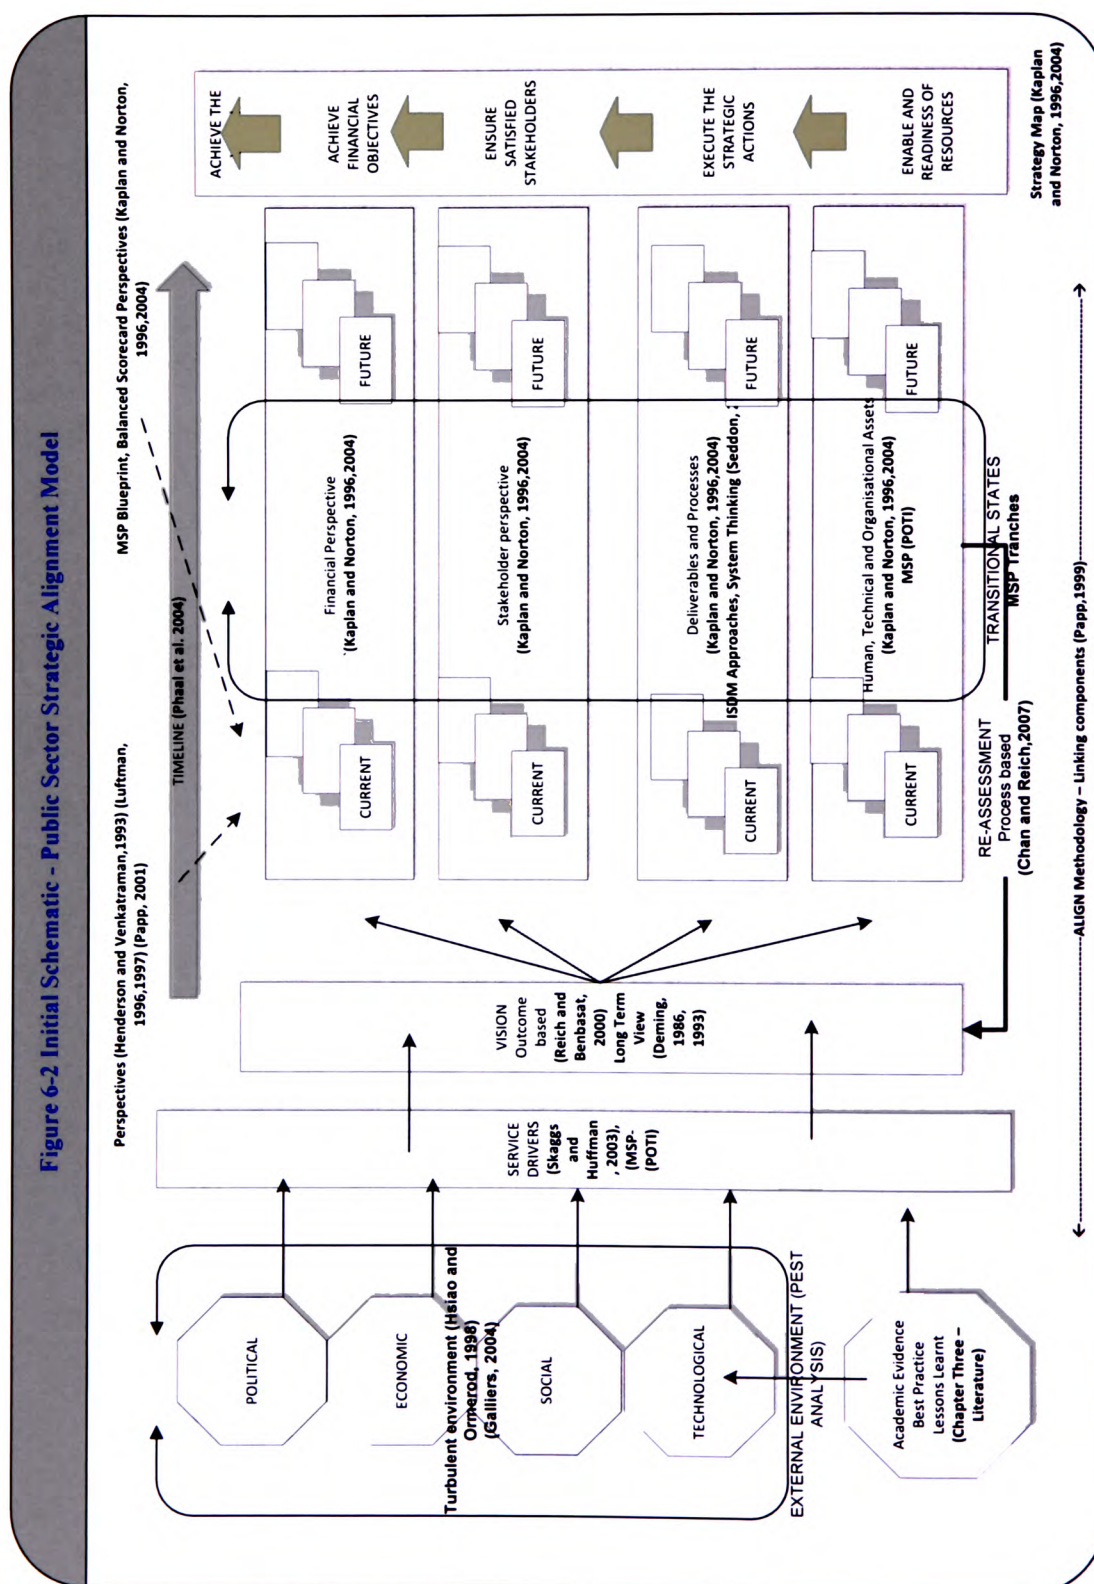 Figure 6-2 Initial Schematic - Public Sector Strategic Alignment Model
Perspectives (Henderson and Venkatraman,1993) (Luftman,
1996,1997) (Papp, 2001)
MSP Blueprint, Balanced Scorecard Perspectives (Kaplan and Norton,
1996,2004)
TIMELINE (Phaal et al. 2004)
POLITICAL
ECONOMIC
Turbulent environment (Hsiao and
Ormerod, 1998)
(Galliers, 2004)
SOCIAL
TECHNOLOGICAL
EXTERNAL ENVIRONMENT (PEST
ANALYSIS)
Academic Evidence
Best Practice
Lessons Learnt
(Chapter Three –
Literature)
SERVICE
DRIVERS
(Skaggs
and
Huffman
, 2003),
(MSP-
(POTI)
VISION
Outcome
based
(Reich and
Benbasat,
2000)
Long Term
View
(Deming,
1986,
1993)
CURRENT
Financial Perspective
`(Kaplan and Norton, 1996,2004)
FUTURE
CURRENT
Stakeholder perspective
(Kaplan and Norton, 1996,2004)
FUTURE
CURRENT
Deliverables and Processes
(Kaplan and Norton, 1996,2004)
ISDM Approaches, System Thinking (Seddon, 2
FUTURE
CURRENT
Human, Technical and Organisational Assets
(Kaplan and Norton, 1996,2004)
MSP (POTI)
FUTURE
TRANSITIONAL STATES
MSP Tranches
RE-ASSESSMENT
Process based
(Chan and Reich,2007)
ACHIEVE THE
ACHIEVE
FINANCIAL
OBJECTIVES
ENSURE
SATISFIED
STAKEHOLDERS
EXECUTE THE
STRATEGIC
ACTIONS
ENABLE AND
READINESS OF
RESOURCES
Strategy Map (Kaplan
and Norton, 1996,2004)
ALIGN Methodology – Linking components (Papp,1999)